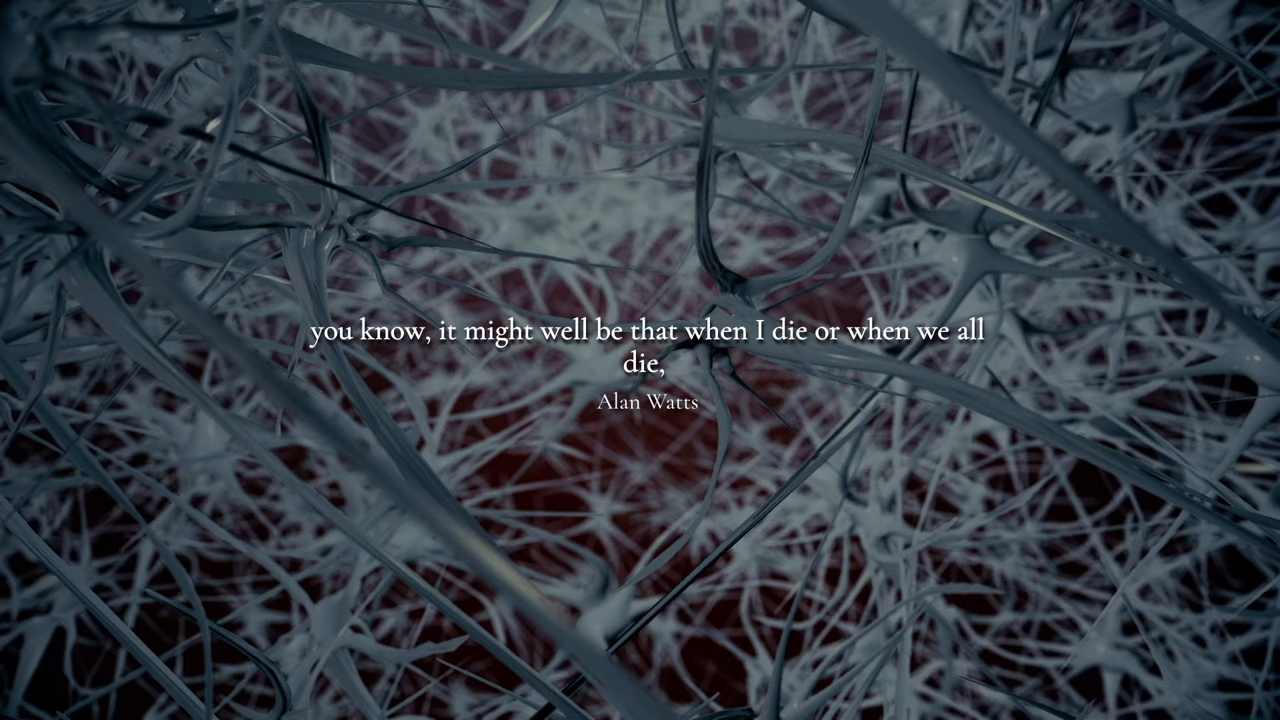 you know, it might well be that when I die or when we all
die,
Alan Watts